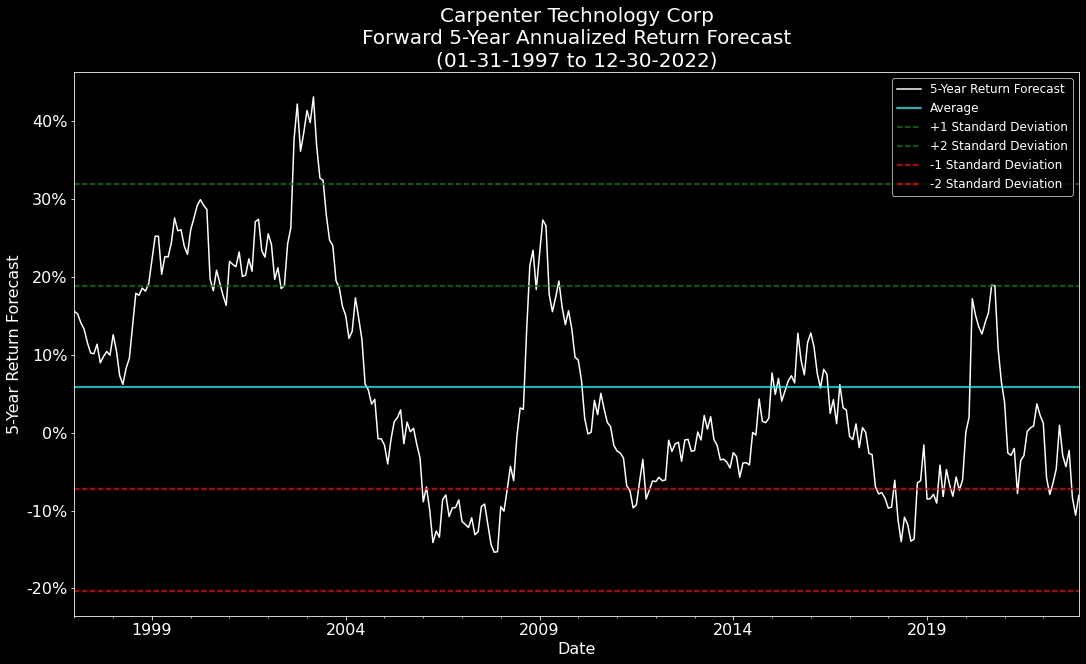 Carpenter Technology Corp
Forward 5-Year Annualized Return Forecast
(01-31-1997 to 12-30-2022)
5-Year Return Forecast
Average
+1 Standard Deviation
+2 Standard Deviation
-1 Standard Deviation
-2 Standard Deviation
5-Year Return Forecast
40%
30%
20%
10%
0%
-10%
-20%
1999
2004
2009
2014
2019
Date